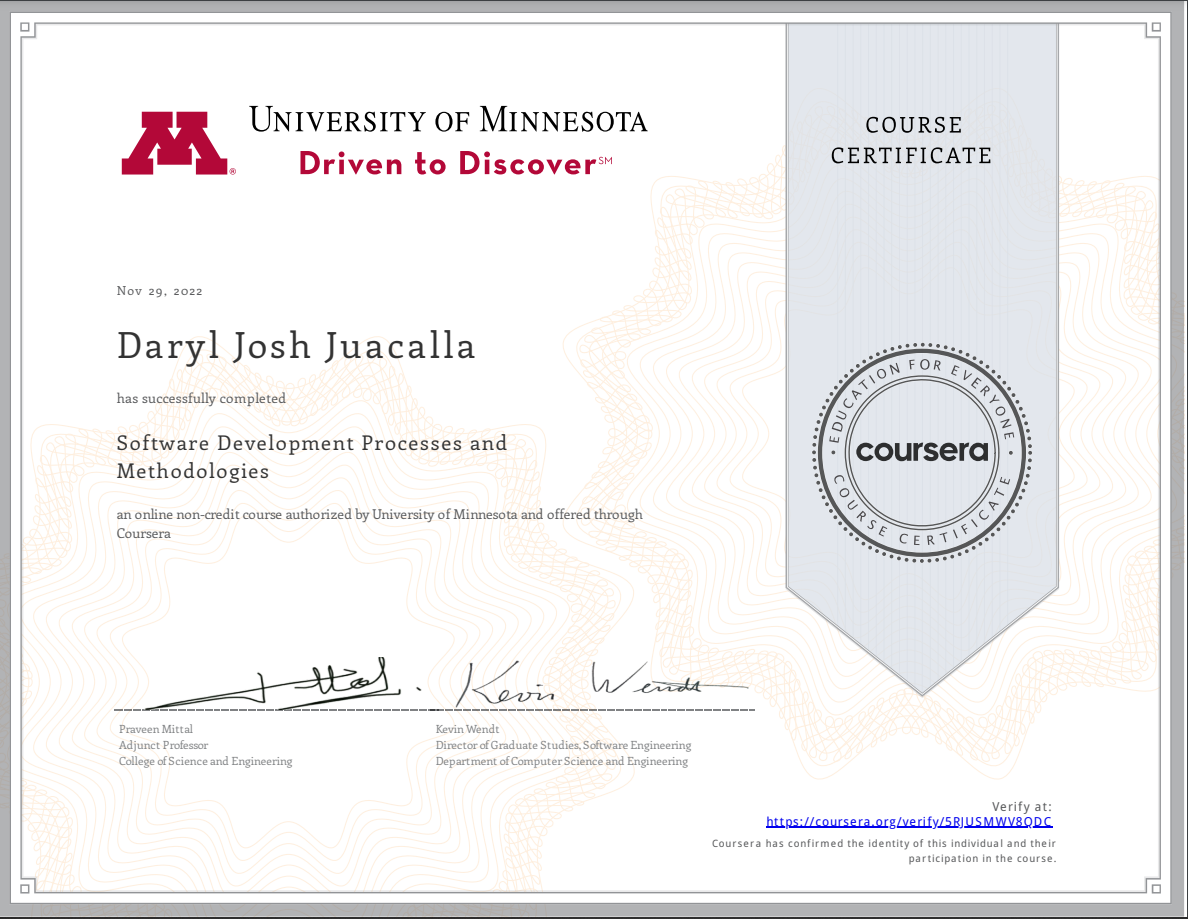 UNIVERSITY OF MINNESOTA
Driven to Discover℠
®
COURSE
CERTIFICATE
Nov 29, 2022
Daryl Josh Juacalla
has successfully completed
Software Development Processes and
Methodologies
an online non-credit course authorized by University of Minnesota and offered through
Coursera
EDUCATION FOR EVERYONE
coursera
COURSE CERTIFICATE
Kevin Wendt
Praveen Mittal
Adjunct Professor
College of Science and Engineering
Kevin Wendt
Director of Graduate Studies, Software Engineering
Department of Computer Science and Engineering
Verify at:
https://coursera.org/verify/5RJUSMWV8QDC
Coursera has confirmed the identity of this individual and their
participation in the course.